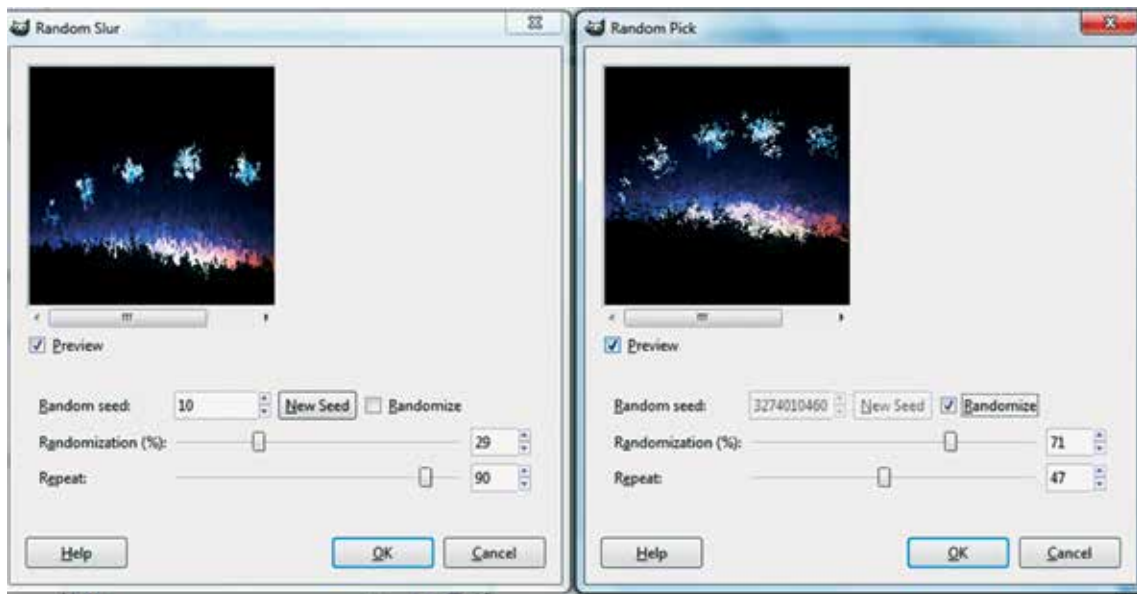 Random Slur
Preview
Random seed: 10 New Seed Randomize
Randomization (%): 29
Repeat: 90
Help OK Cancel
Random Pick
Preview
Random seed: 3274010460 New Seed Randomize
Randomization (%): 71
Repeat: 47
Help OK Cancel